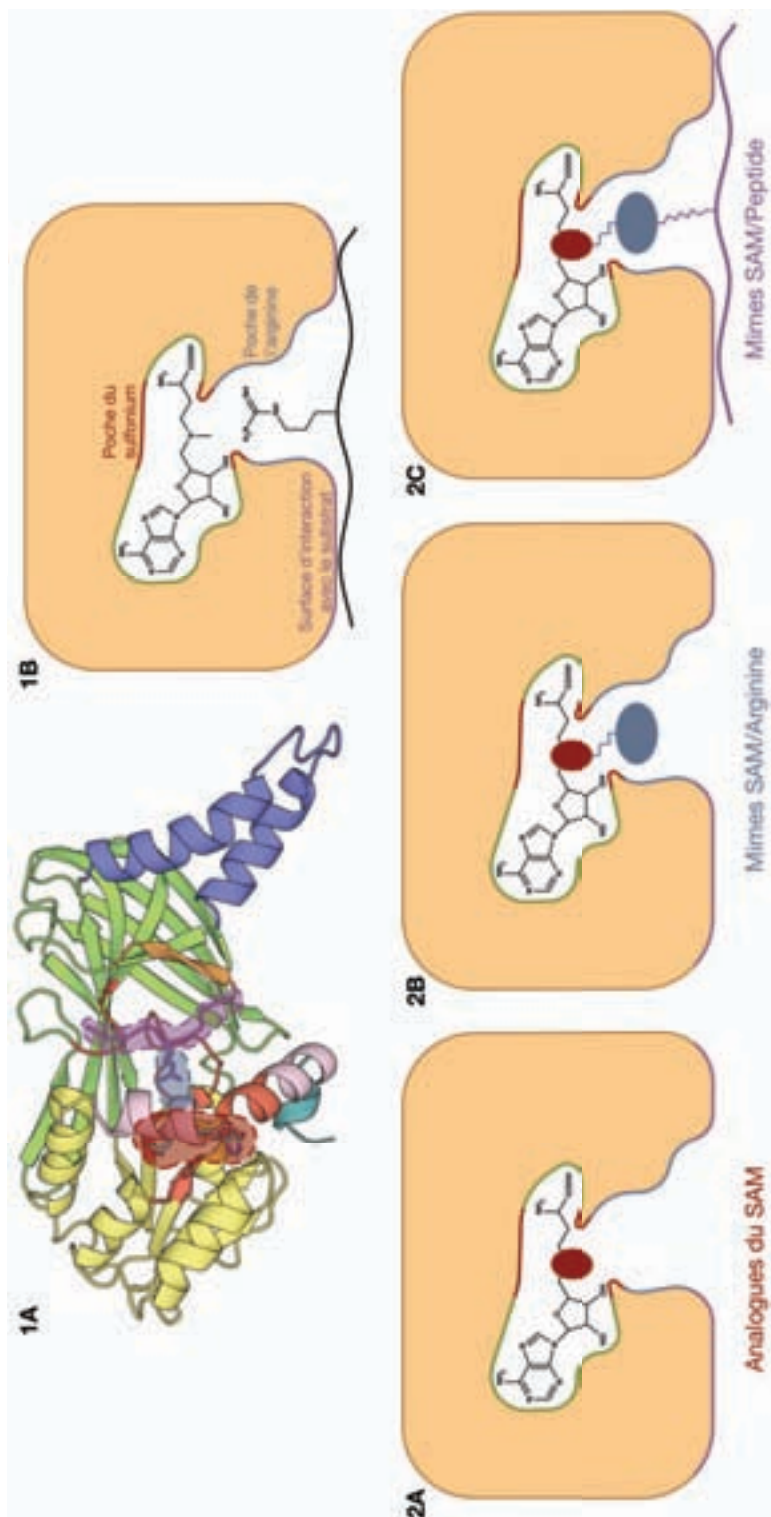 1A
1B
Poche du
sulfonium
Poche de
l'arginine
Surface d'interaction
avec le substrat
2A
Analogues du SAM
2B
Mimes SAM/Arginine
2C
Mimes SAM/Peptide